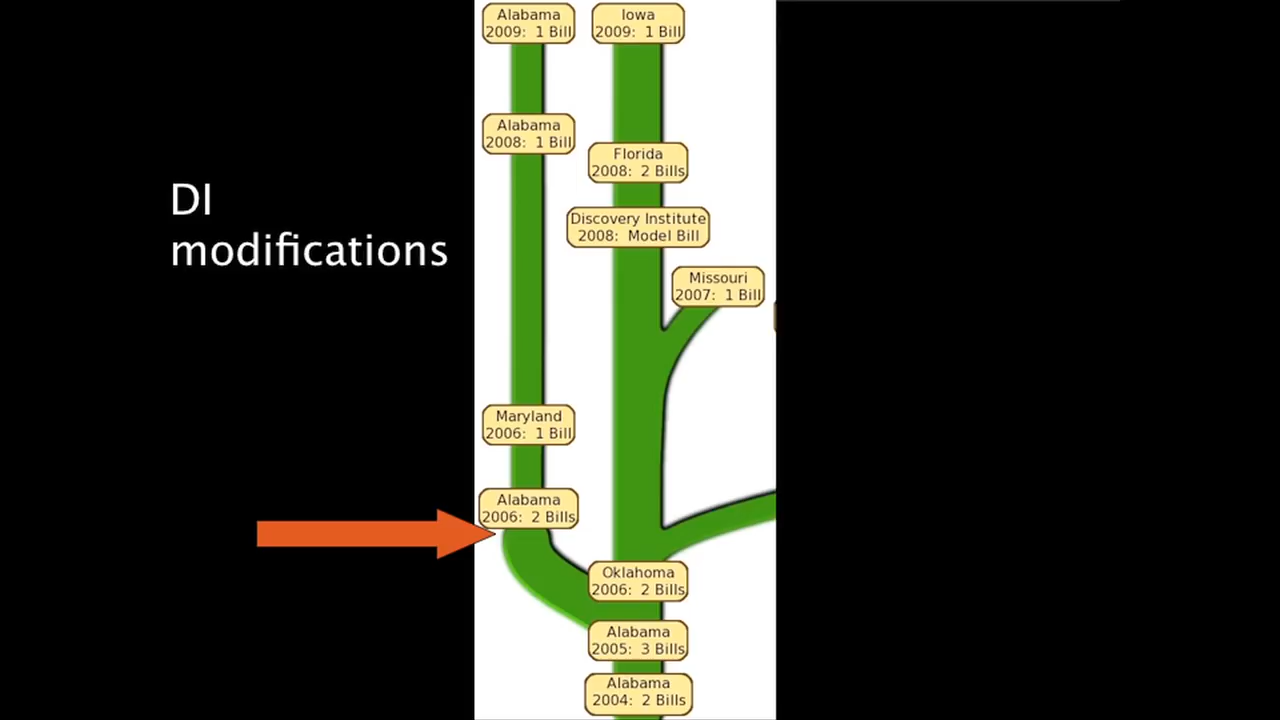 Alabama
2009: 1 Bill
Iowa
2009: 1 Bill
Alabama
2008: 1 Bill
Florida
2008: 2 Bills
DI
modifications
Discovery Institute
2008: Model Bill
Missouri
2007: 1 Bill
Maryland
2006: 1 Bill
Alabama
2006: 2 Bills
Oklahoma
2006: 2 Bills
Alabama
2005: 3 Bills
Alabama
2004: 2 Bills